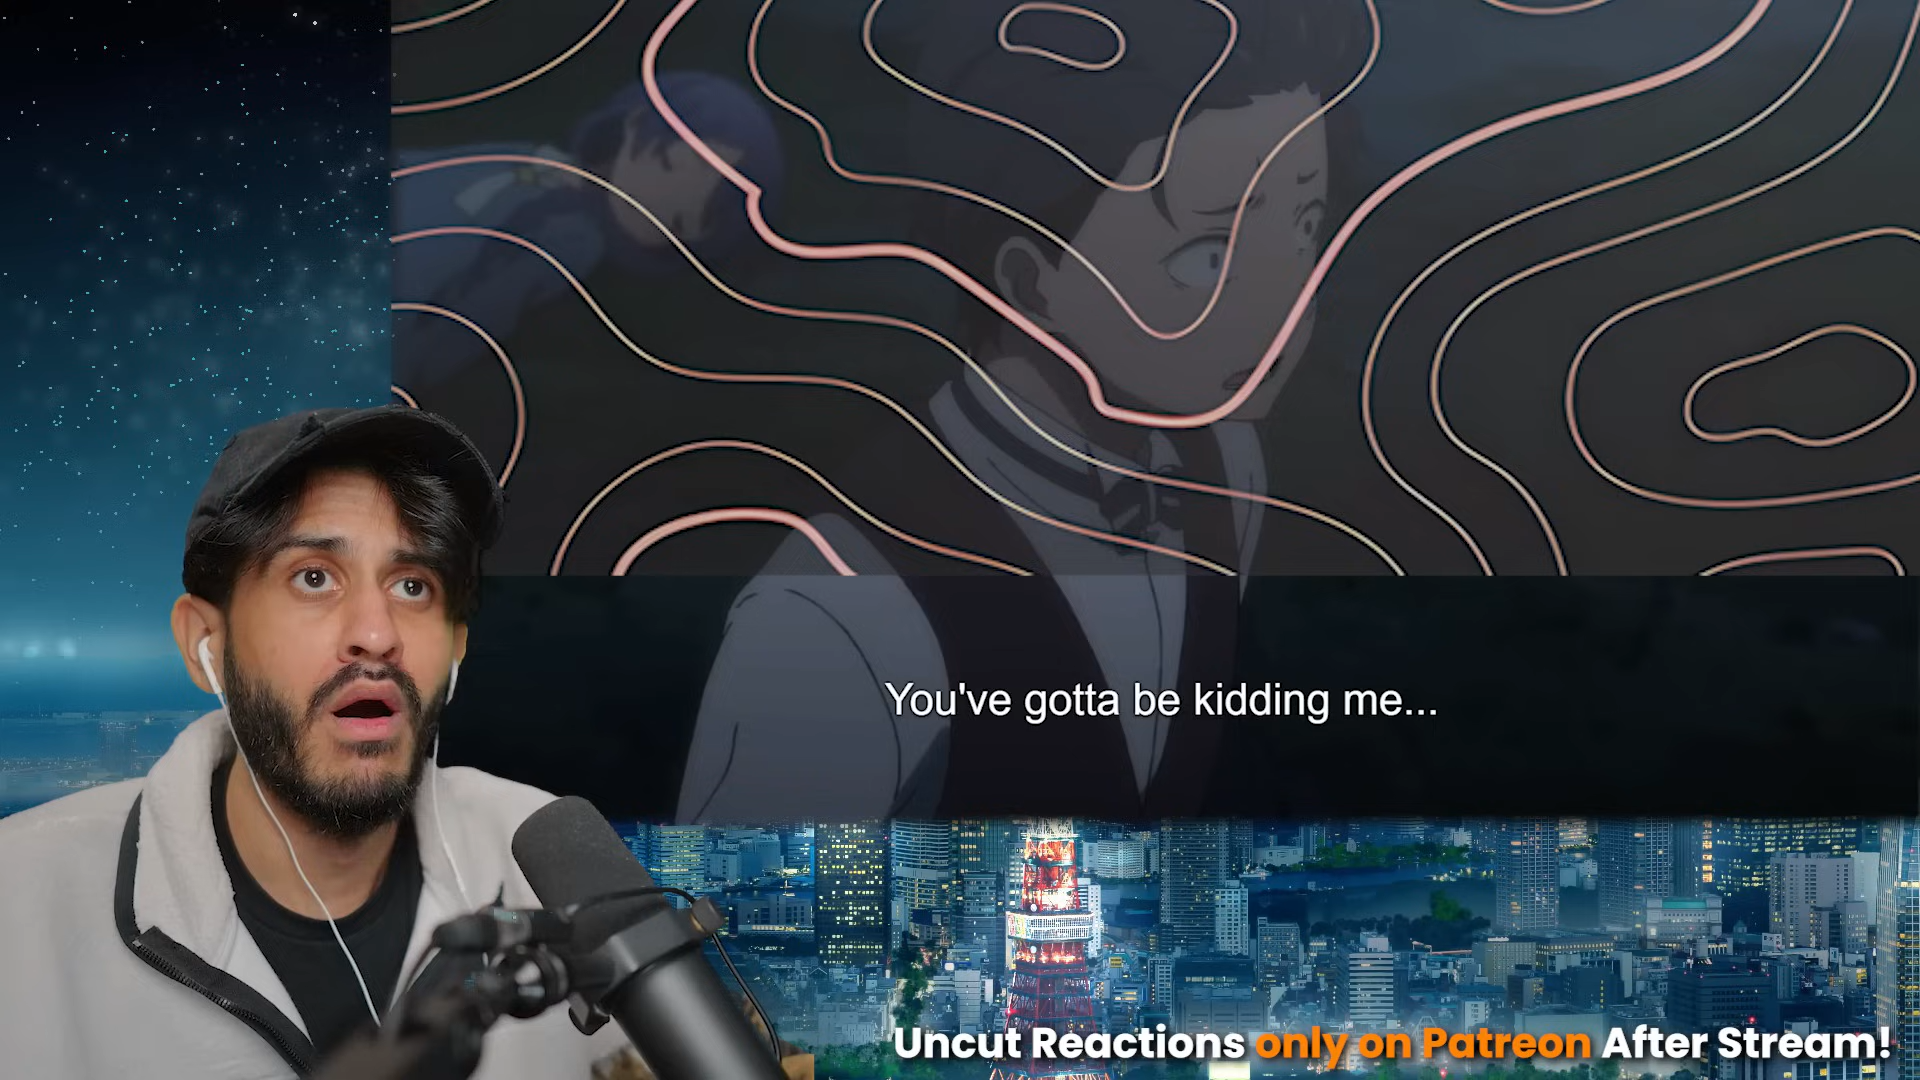 You've gotta be kidding me...
Uncut Reactions only on Patreon After Stream!